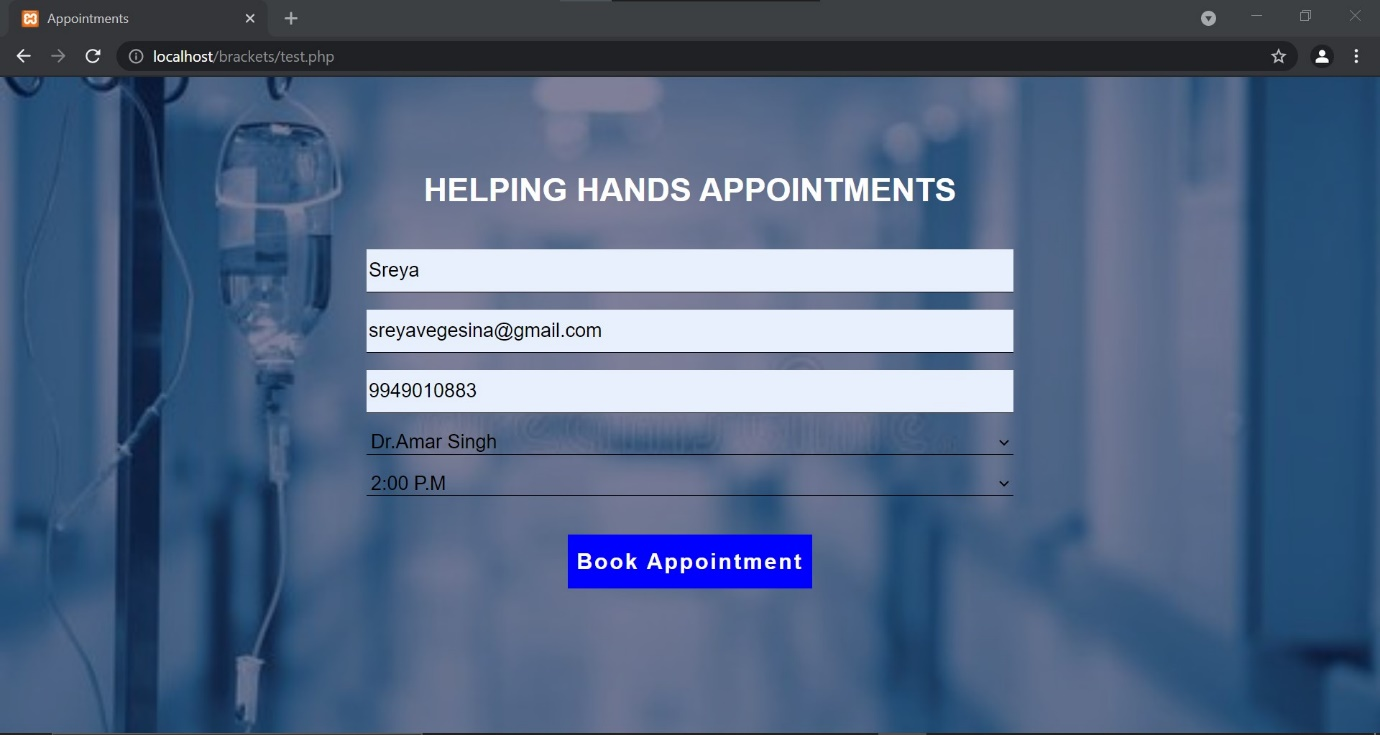 Appointments
localhost/brackets/test.php
HELPING HANDS APPOINTMENTS
Sreya
sreyavegesina@gmail.com
9949010883
Dr.Amar Singh
2:00 P.M
Book Appointment